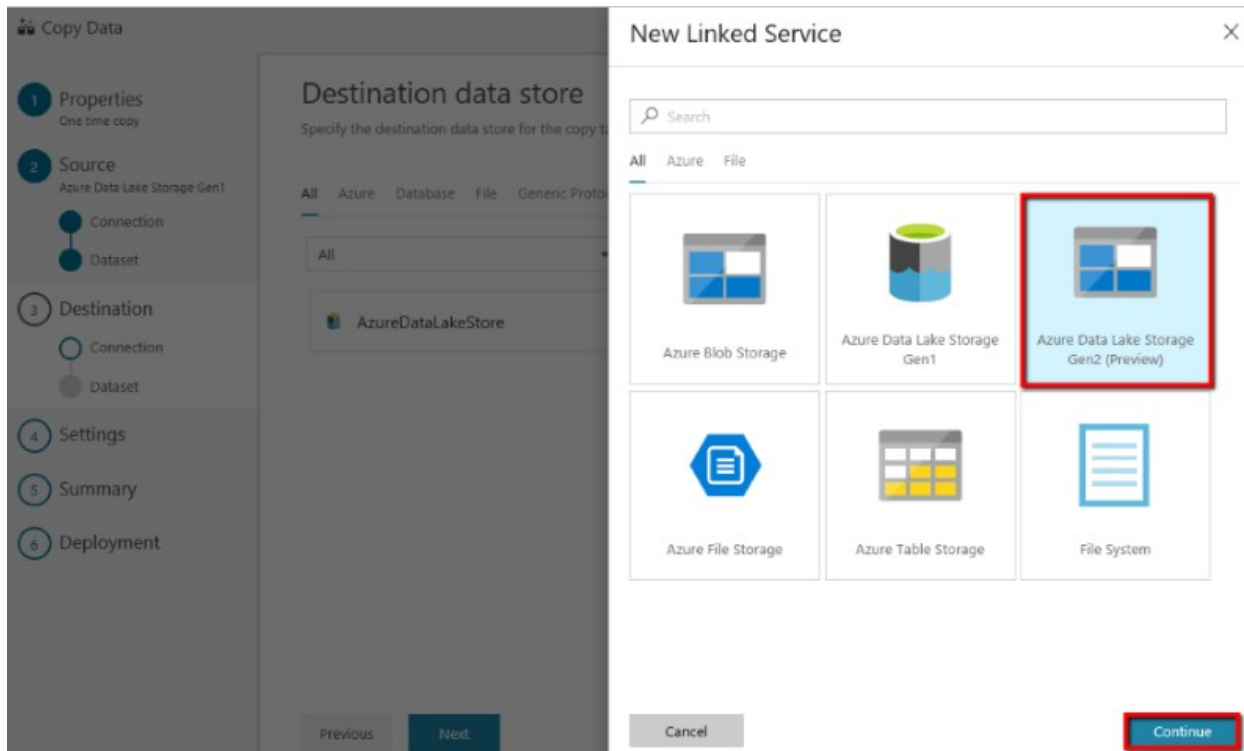 Copy Data
1
Properties
One time copy
2
Source
Azure Data Lake Storage Gen1
Connection
Dataset
3
Destination
Connection
Dataset
4
Settings
5
Summary
6
Deployment
Destination data store
Specify the destination data store for the copy
All Azure Database File Generic
All
AzureDataLakeStore
Previous Next
New Linked Service
Search
All Azure File
Azure Blob Storage
Azure Data Lake Storage
Gen1
Azure Data Lake Storage
Gen2 (Preview)
Azure File Storage
Azure Table Storage
File System
Cancel Continue